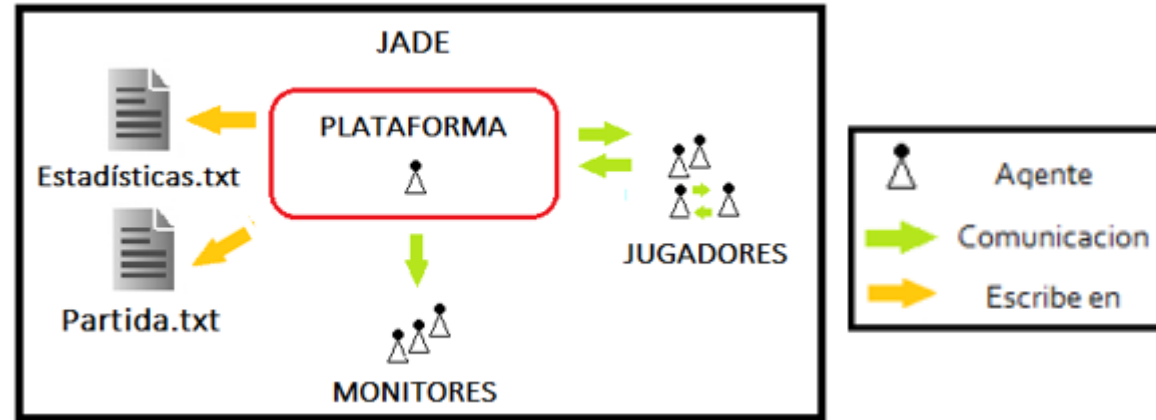 JADE
PLATAFORMA
Estadísticas.txt
Partida.txt
JUGADORES
MONITORES
Agente
Comunicacion
Escribe en